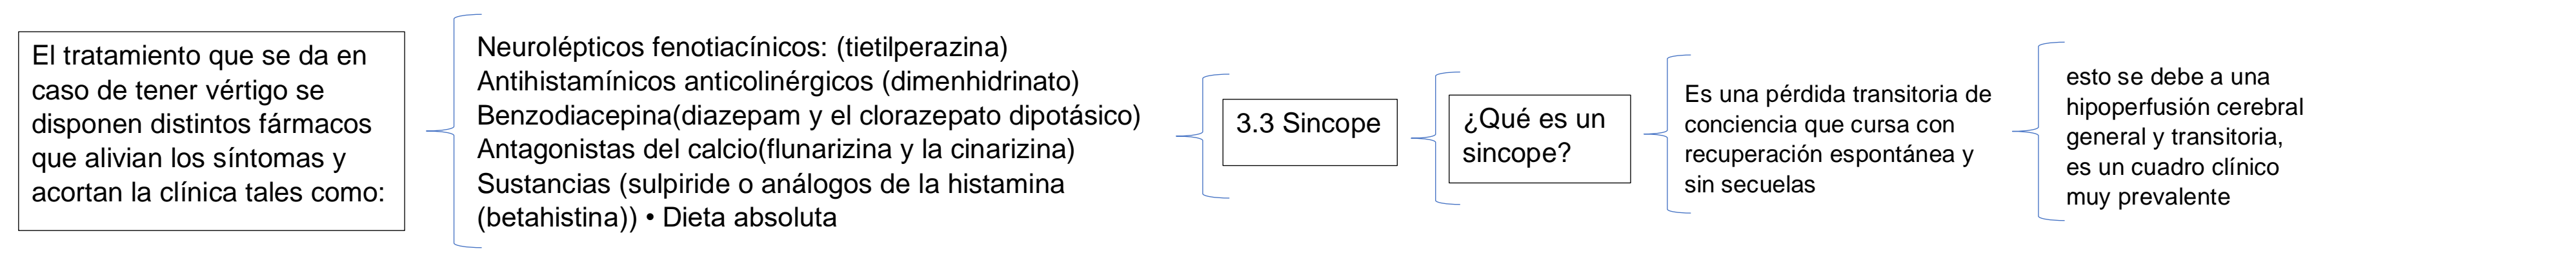 El tratamiento que se da en
caso de tener vértigo se
disponen distintos fármacos
que alivian los síntomas y
acortan la clínica tales como:
Neurolépticos fenotiacínicos: (tietilperazina)
Antihistamínicos anticolinérgicos (dimenhidrinato)
Benzodiacepina(diazepam y el clorazepato dipotásico)
Antagonistas del calcio(flunarizina y la cinarizina)
Sustancias (sulpiride o análogos de la histamina
(betahistina)) • Dieta absoluta
3.3 Sincope
¿Qué es un
sincope?
Es una pérdida transitoria de
conciencia que cursa con
recuperación espontánea y
sin secuelas
esto se debe a una
hipoperfusión cerebral
general y transitoria,
es un cuadro clínico
muy prevalente